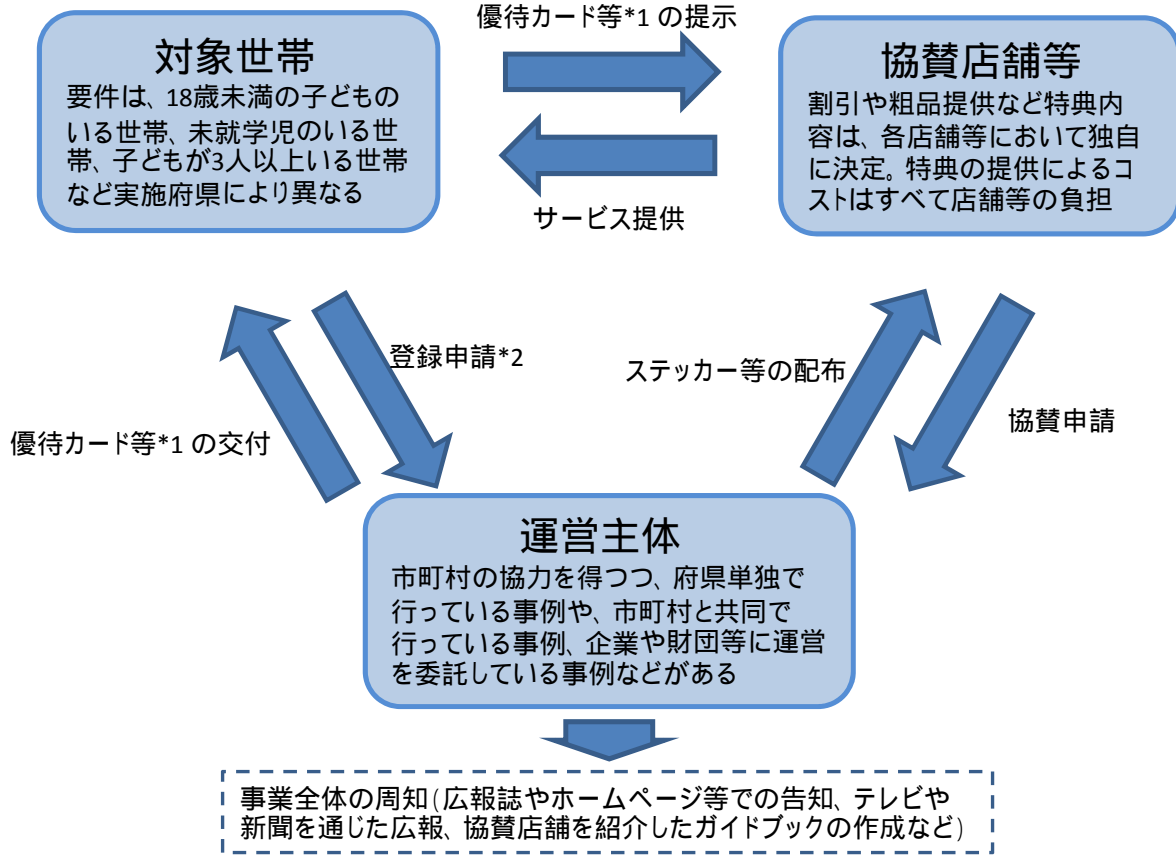 優待カード等*1 の提示
対象世帯
要件は、18歳未満の子どもの
いる世帯、未就学児のいる世
帯、子どもが3人以上いる世帯
など実施府県により異なる
協賛店舗等
割引や粗品提供など特典内
容は、各店舗等において独自
に決定。特典の提供によるコ
ストはすべて店舗等の負担
サービス提供
登録申請*2
ステッカー等の配布
優待カード等*1 の交付
協賛申請
運営主体
市町村の協力を得つつ、府県単独で
行っている事例や、市町村と共同で
行っている事例、企業や財団等に運営
を委託している事例などがある
事業全体の周知(広報誌やホームページ等での告知、テレビや
新聞を通じた広報、協賛店舗を紹介したガイドブックの作成など)